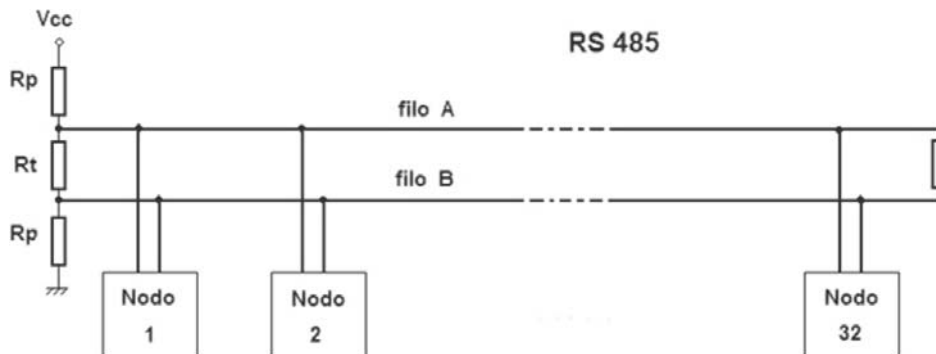 Vcc
RS 485
Rp
filo A
Rt
filo B
Rp
Nodo
1
Nodo
2
Nodo
32